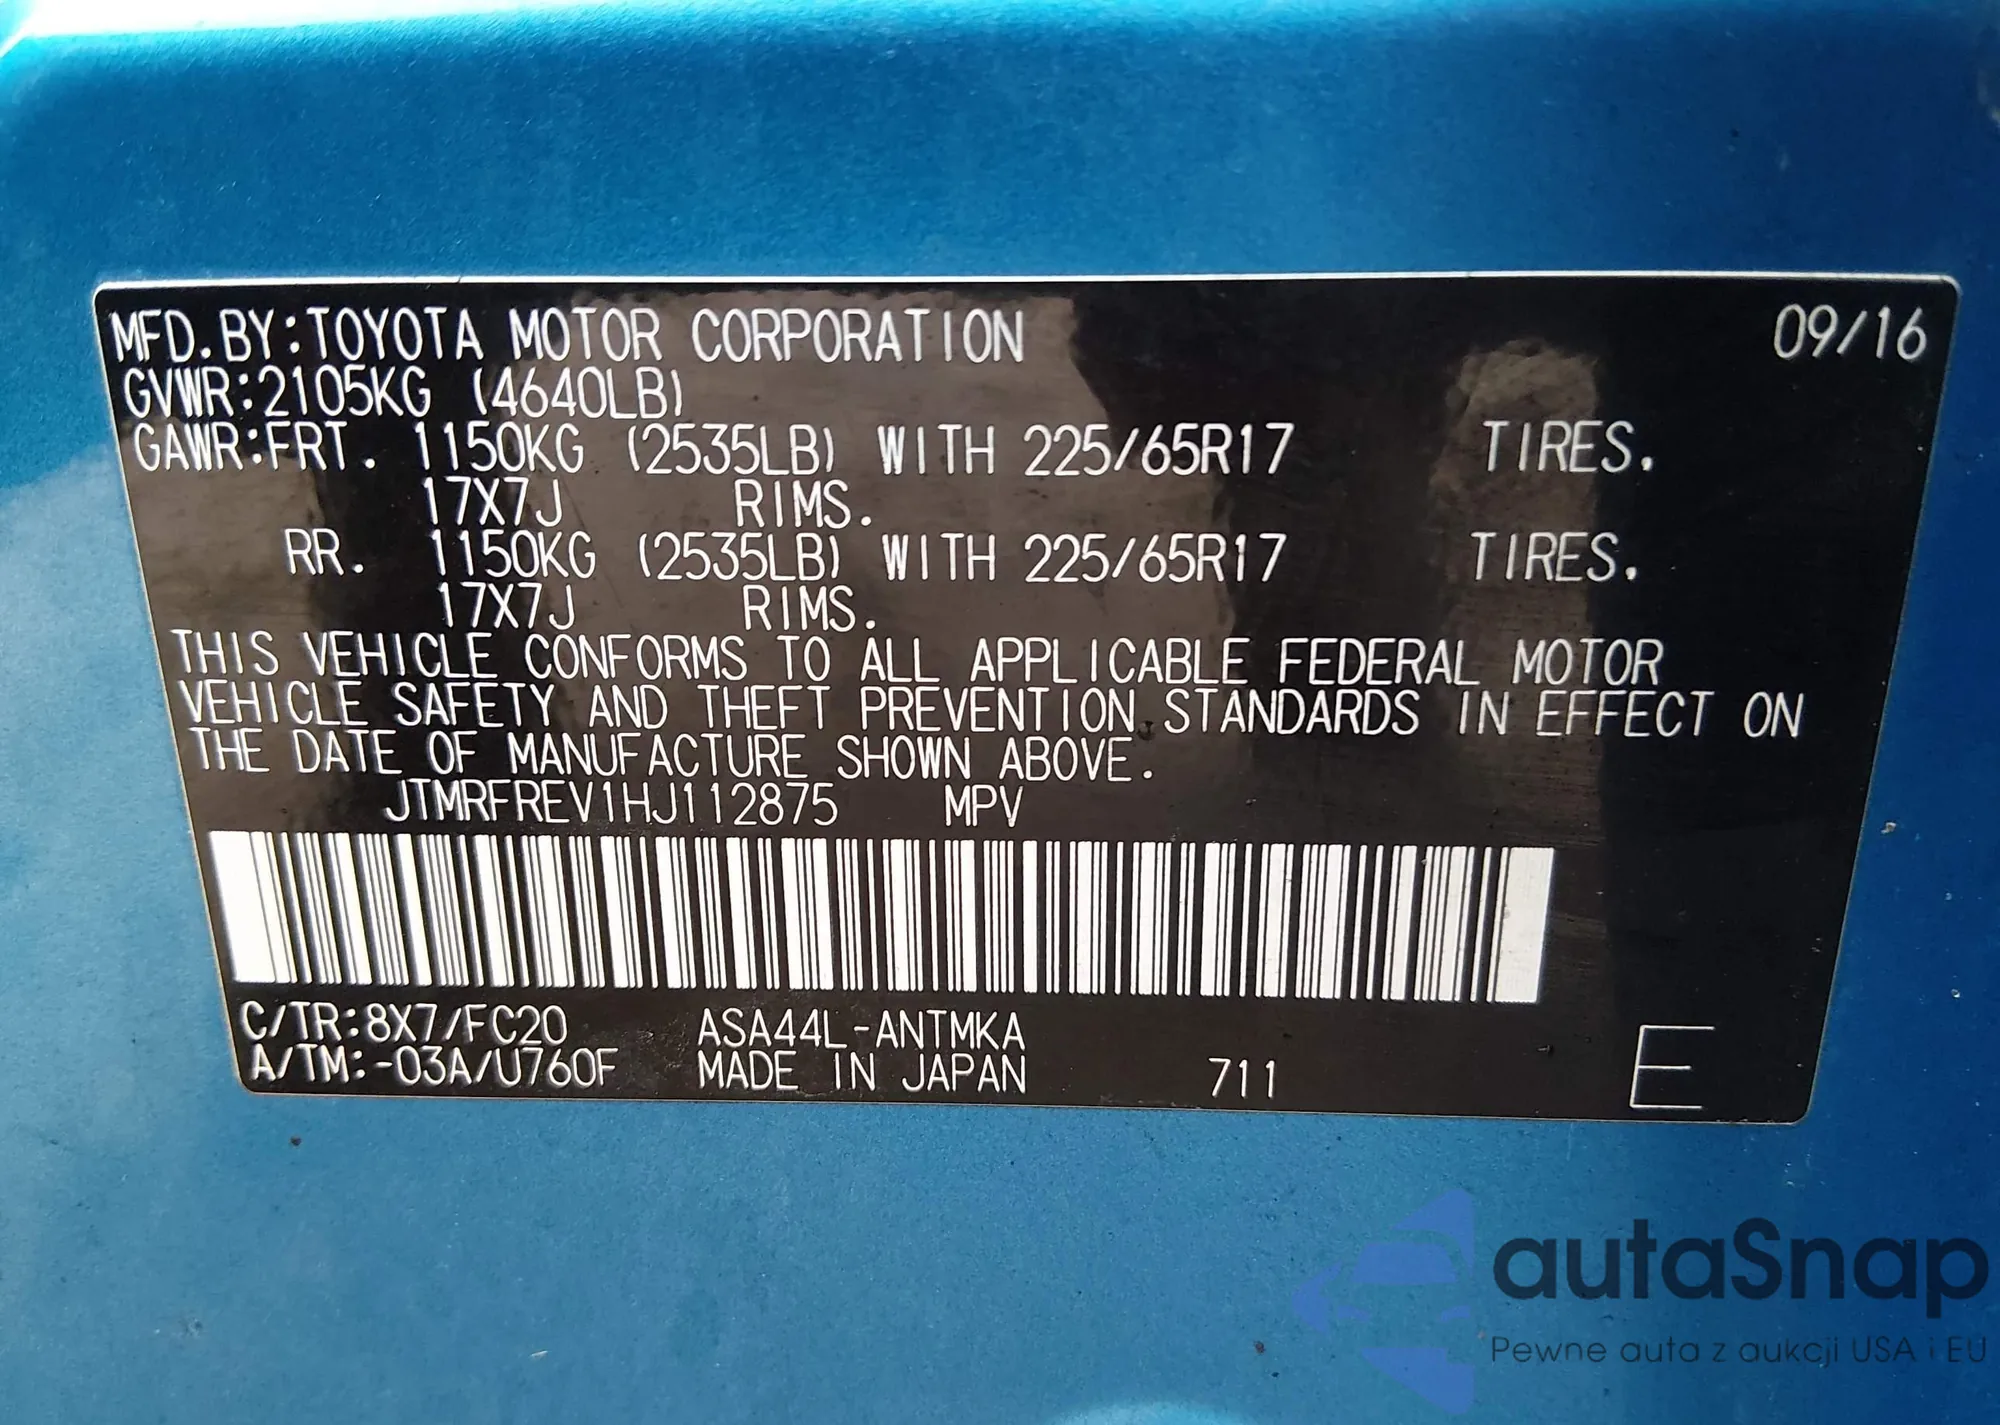 MFD.BY:TOYOTA MOTOR CORPORATION 09/16
GVWR:2105KG (4640LB)
GAWR:FRT. 1150KG (2535LB) WITH 225/65R17 TIRES.
17X7J RIMS.
RR. 1150KG (2535LB) WITH 225/65R17 TIRES.
17X7J RIMS.
THIS VEHICLE CONFORMS TO ALL APPLICABLE FEDERAL MOTOR
VEHICLE SAFETY AND THEFT PREVENTION STANDARDS IN EFFECT ON
THE DATE OF MANUFACTURE SHOWN ABOVE.
JTMRFREV1HJ112875 MPV
C/TR:8X7/FC20 ASA44L-ANTMKA
A/TM:-03A/U760F MADE IN JAPAN 711 E
autaSnap
Pewne auta z aukcji USA i EU